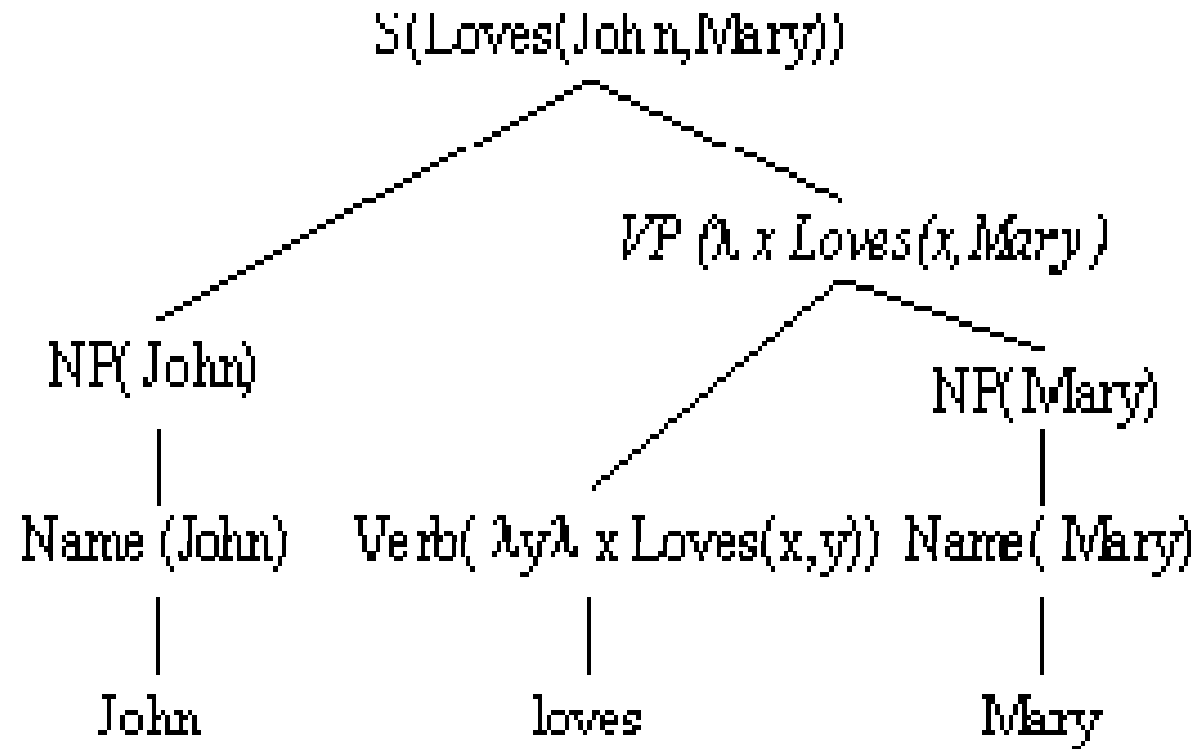 S(Loves(John,Mary))
VP (λ x Loves(x,Mary)
NP(John)
NP(Mary)
Name (John) Verb( λyλ x Loves(x,y)) Name( Mary)
John loves Mary